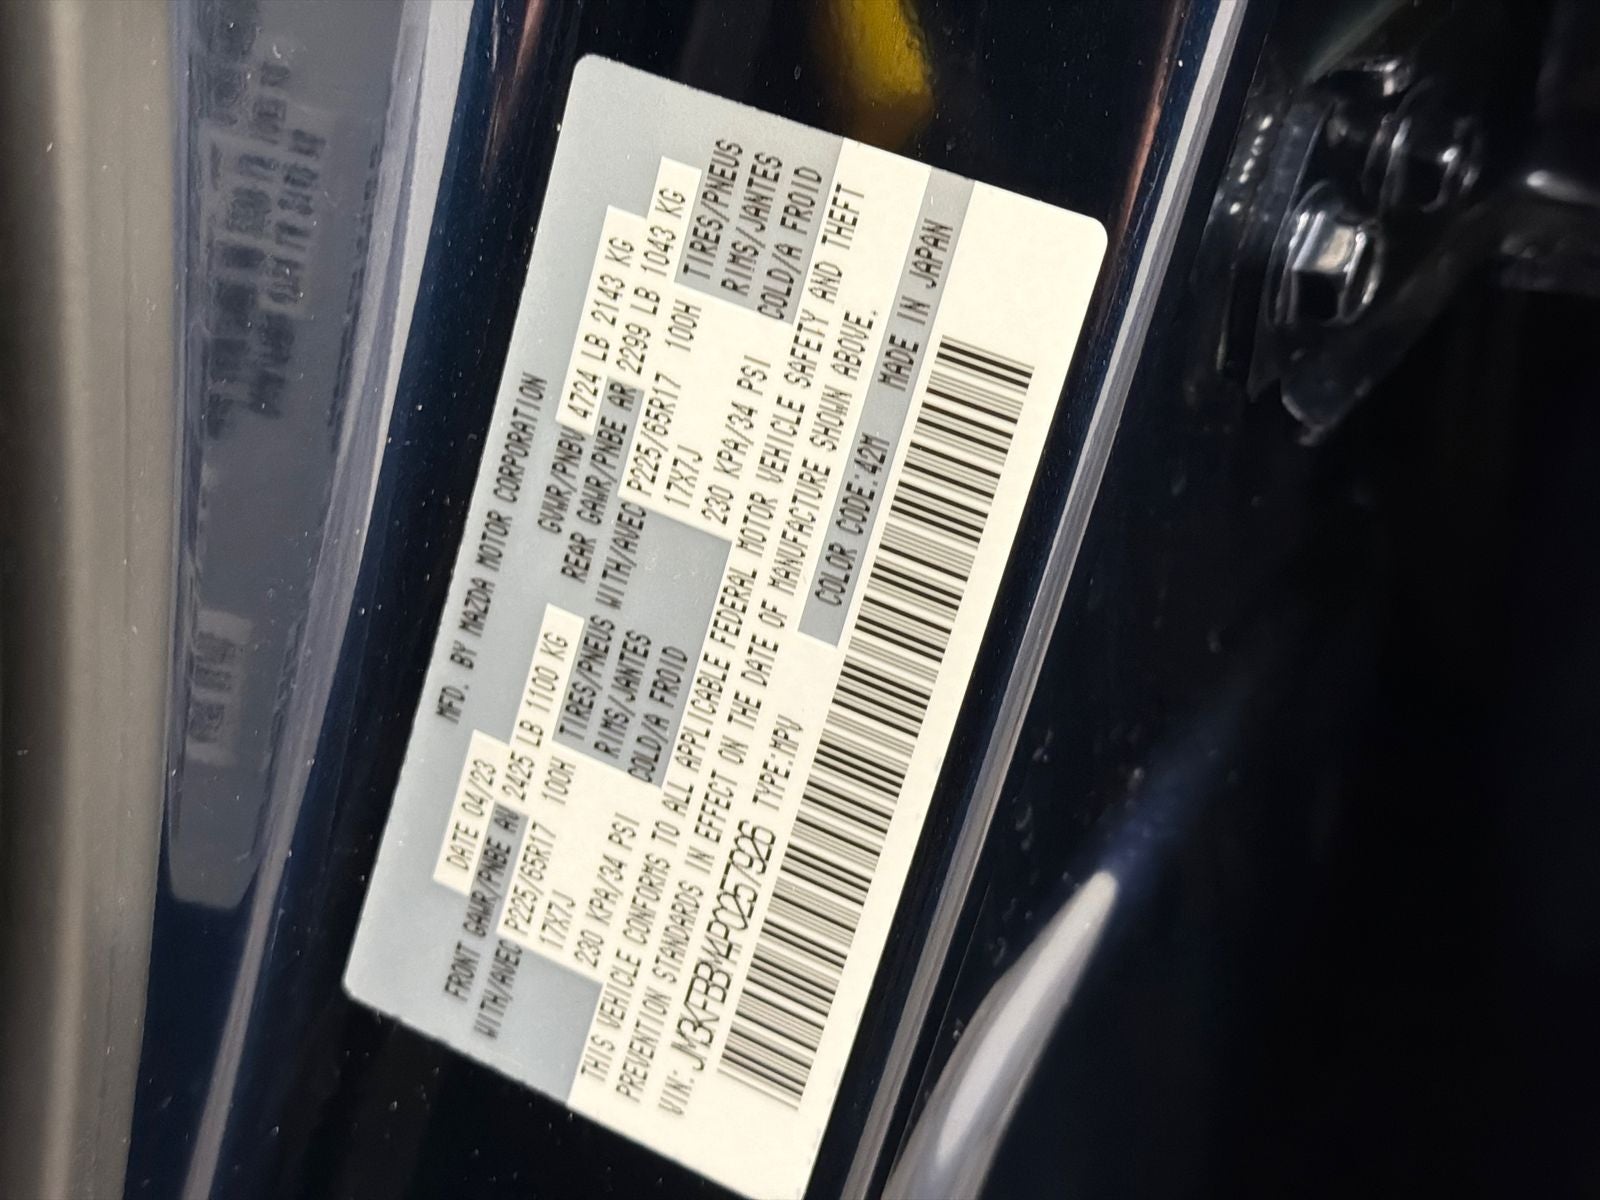 MFD. BY MAZDA MOTOR CORPORATION
DATE 04/23 GVWR/PNBV 4724 LB 2143 KG
FRONT GAWR/PNBE AV 2425 LB 1100 KG REAR GAWR/PNBE AR 2299 LB 1043 KG
WITH/AVEC P225/65R17 100H TIRES/PNEUS WITH/AVEC P225/65R17 100H TIRES/PNEUS
17X7J RIMS/JANTES 17X7J RIMS/JANTES
230 KPA/34 PSI COLD/A FROID 230 KPA/34 PSI COLD/A FROID
THIS VEHICLE CONFORMS TO ALL APPLICABLE FEDERAL MOTOR VEHICLE SAFETY AND THEFT
PREVENTION STANDARDS IN EFFECT ON THE DATE OF MANUFACTURE SHOWN ABOVE.
VIN: JM3KFBBM4P0257926 TYPE:MPV COLOR CODE:42M MADE IN JAPAN